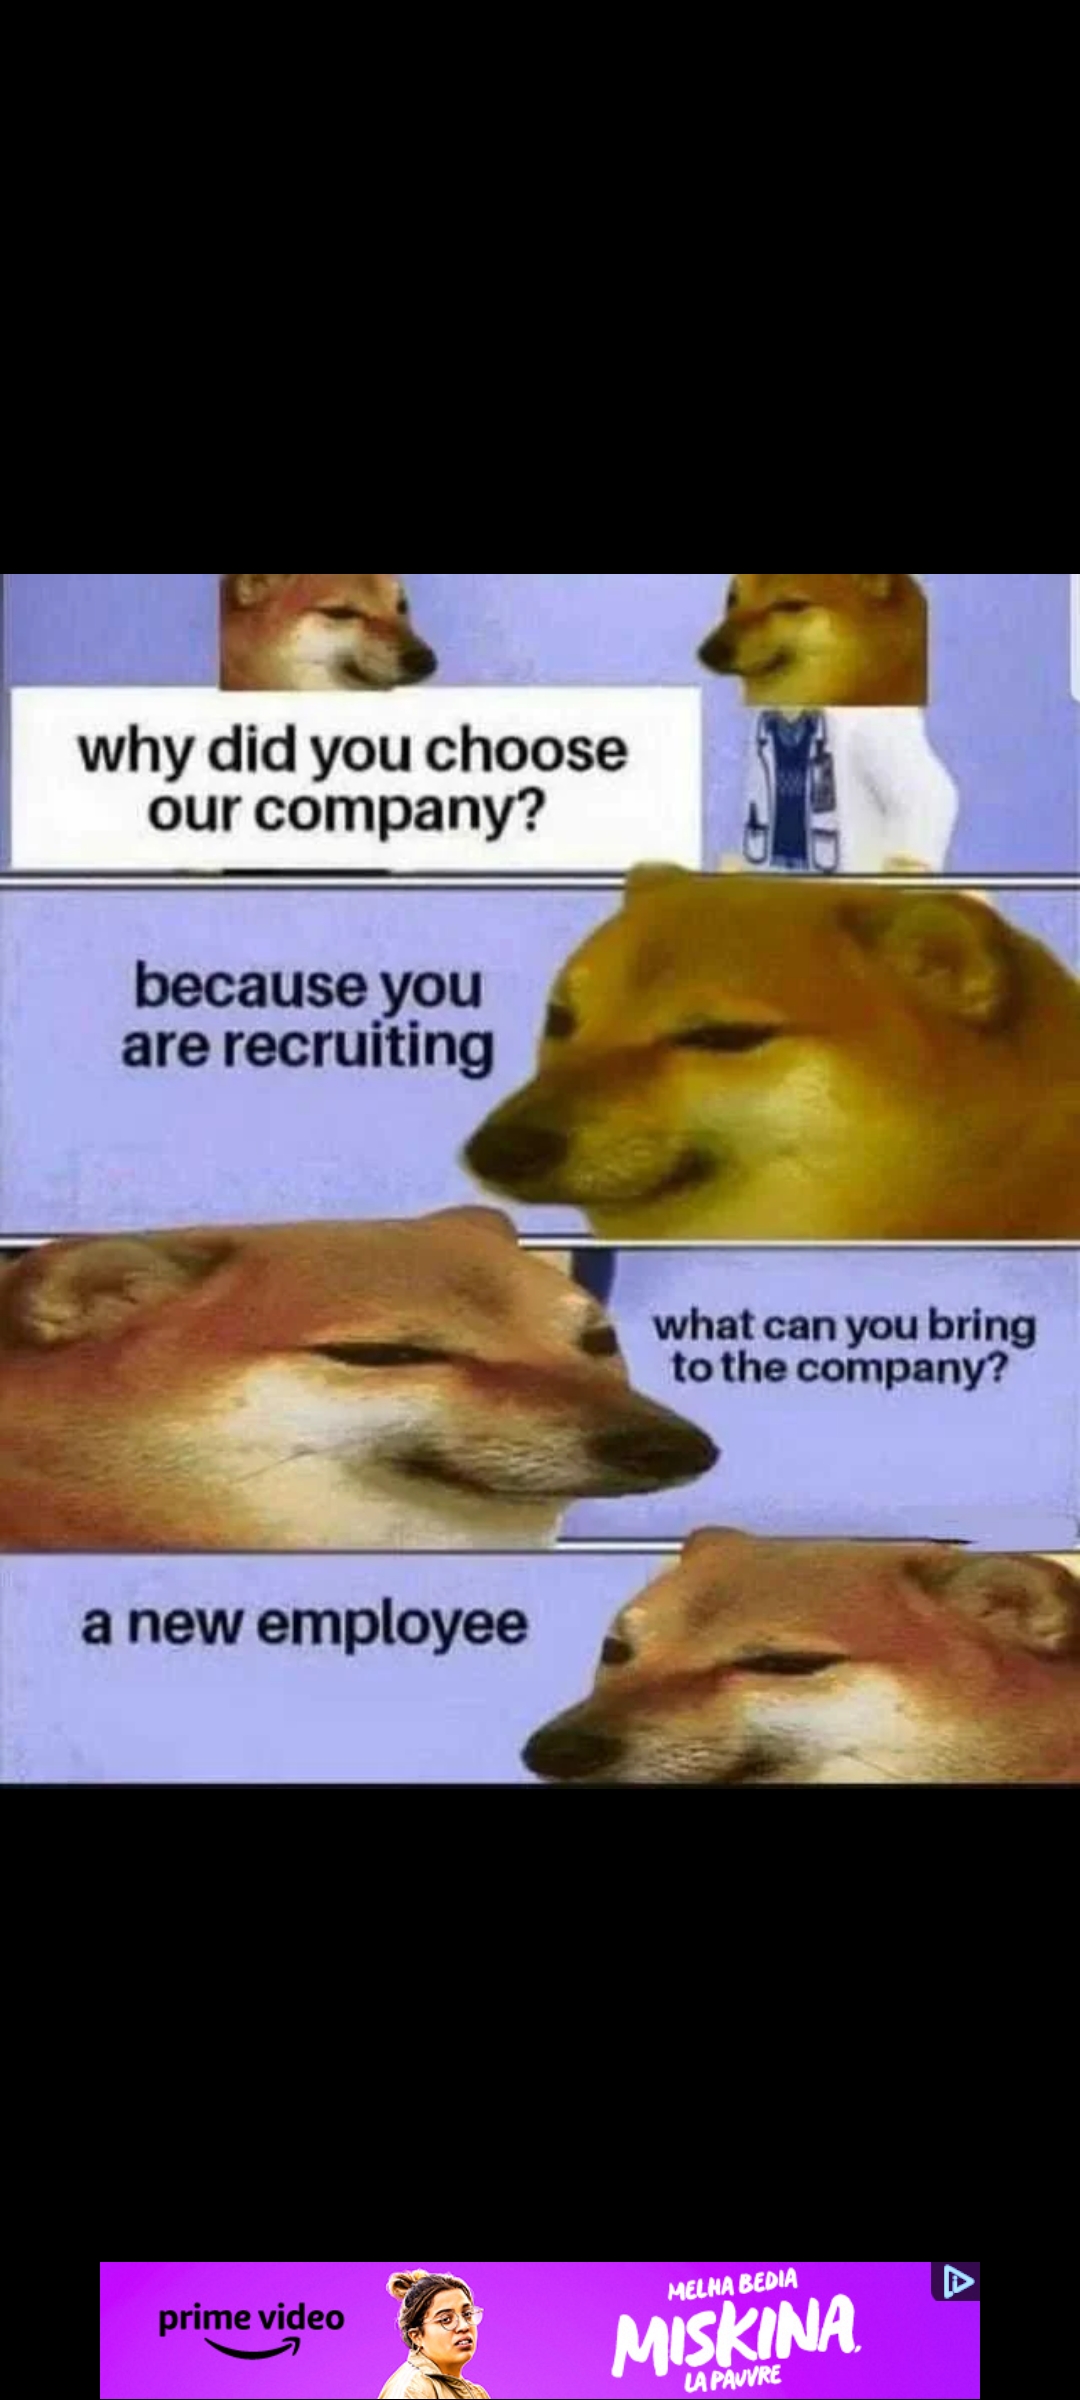 why did you choose
our company?
because you
are recruiting
what can you bring
to the company?
a new employee
prime video
MELHA BEDIA
MISKINA,
LA PAUVRE